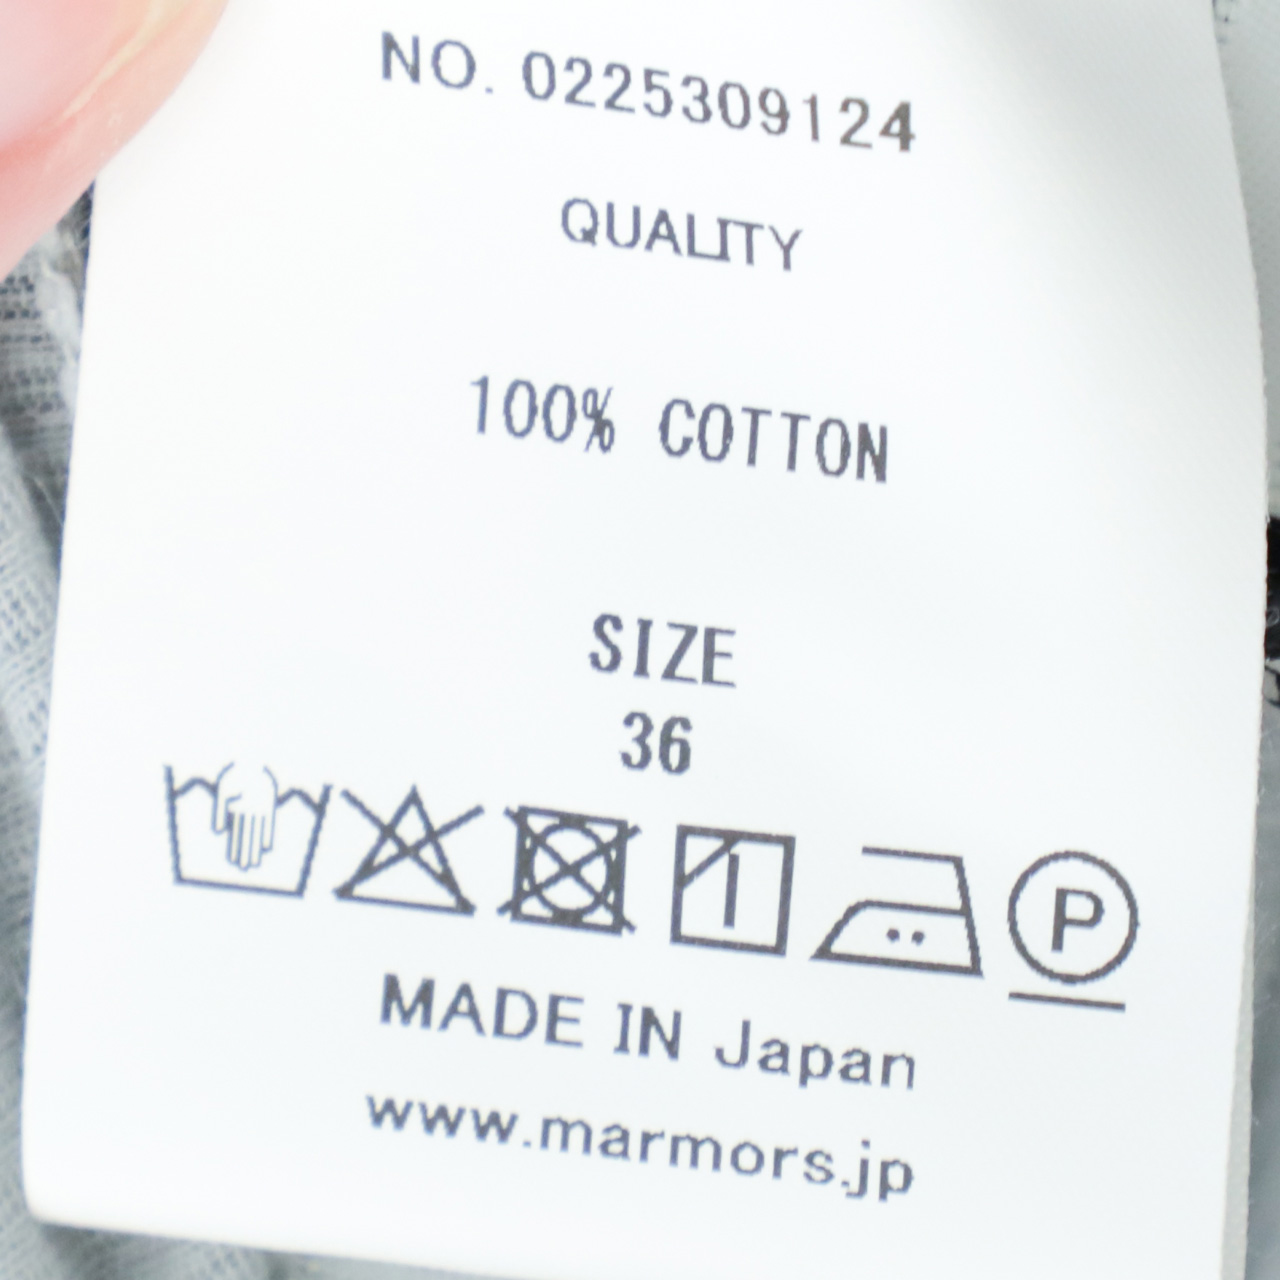 NO. 0225309124
QUALITY
100% COTTON
SIZE
36
P
MADE IN Japan
www.marmors.jp